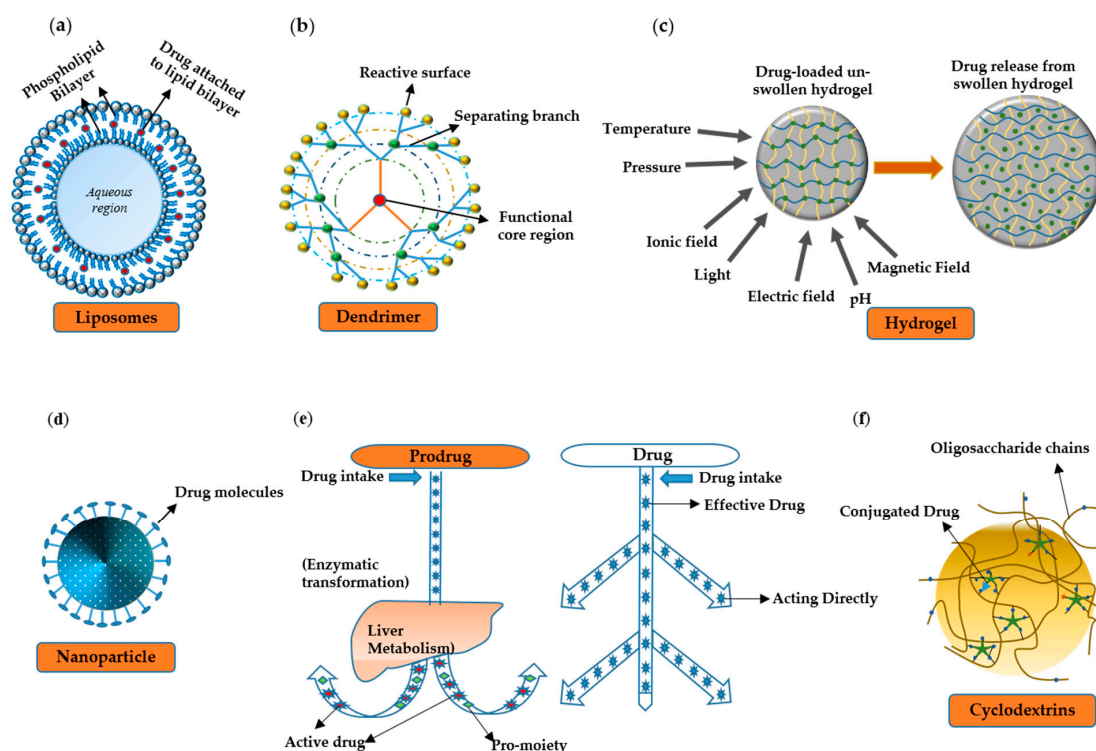 (a)
Phospholipid
Bilayer
Drug attached
to lipid bilayer
Aqueous
region
Liposomes
(b)
Reactive surface
Separating branch
Functional
core region
Dendrimer
(c)
Drug-loaded un-
swollen hydrogel
Drug release from
swollen hydrogel
Temperature
Pressure
Ionic field
Light
Electric field
pH
Magnetic Field
Hydrogel
(d)
Drug molecules
Nanoparticle
(e)
Prodrug
Drug intake
(Enzymatic
transformation)
Liver
Metabolism)
Active drug
Pro-moiety
Drug
Drug intake
Effective Drug
Acting Directly
(f)
Oligosaccharide chains
Conjugated Drug
Cyclodextrins